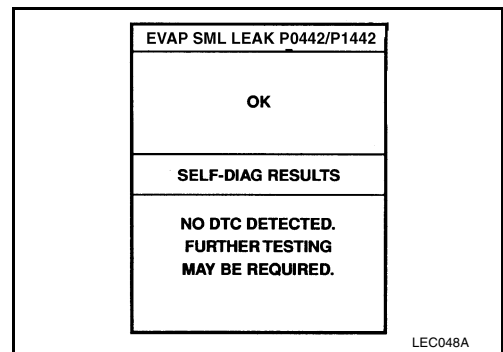 EVAP SML LEAK P0442/P1442
OK
SELF-DIAG RESULTS
NO DTC DETECTED.
FURTHER TESTING
MAY BE REQUIRED.
LEC048A